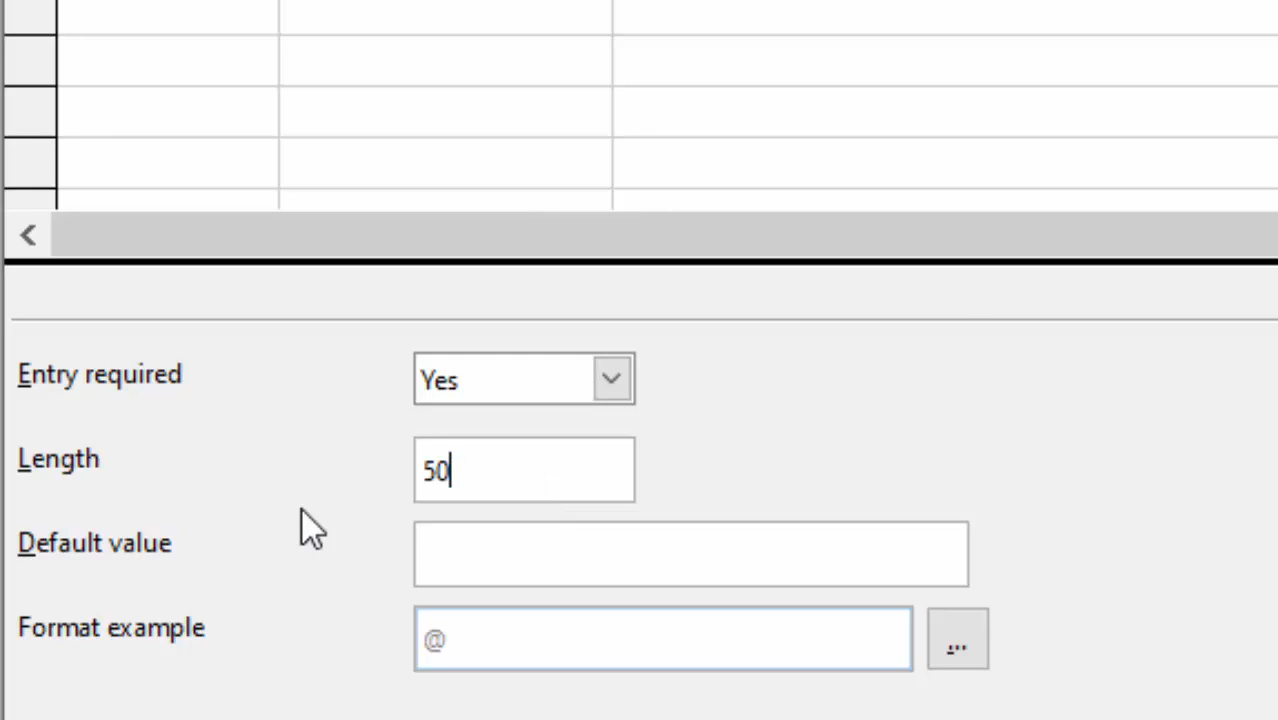 Entry required Yes
Length 50
Default value
Format example @ ...